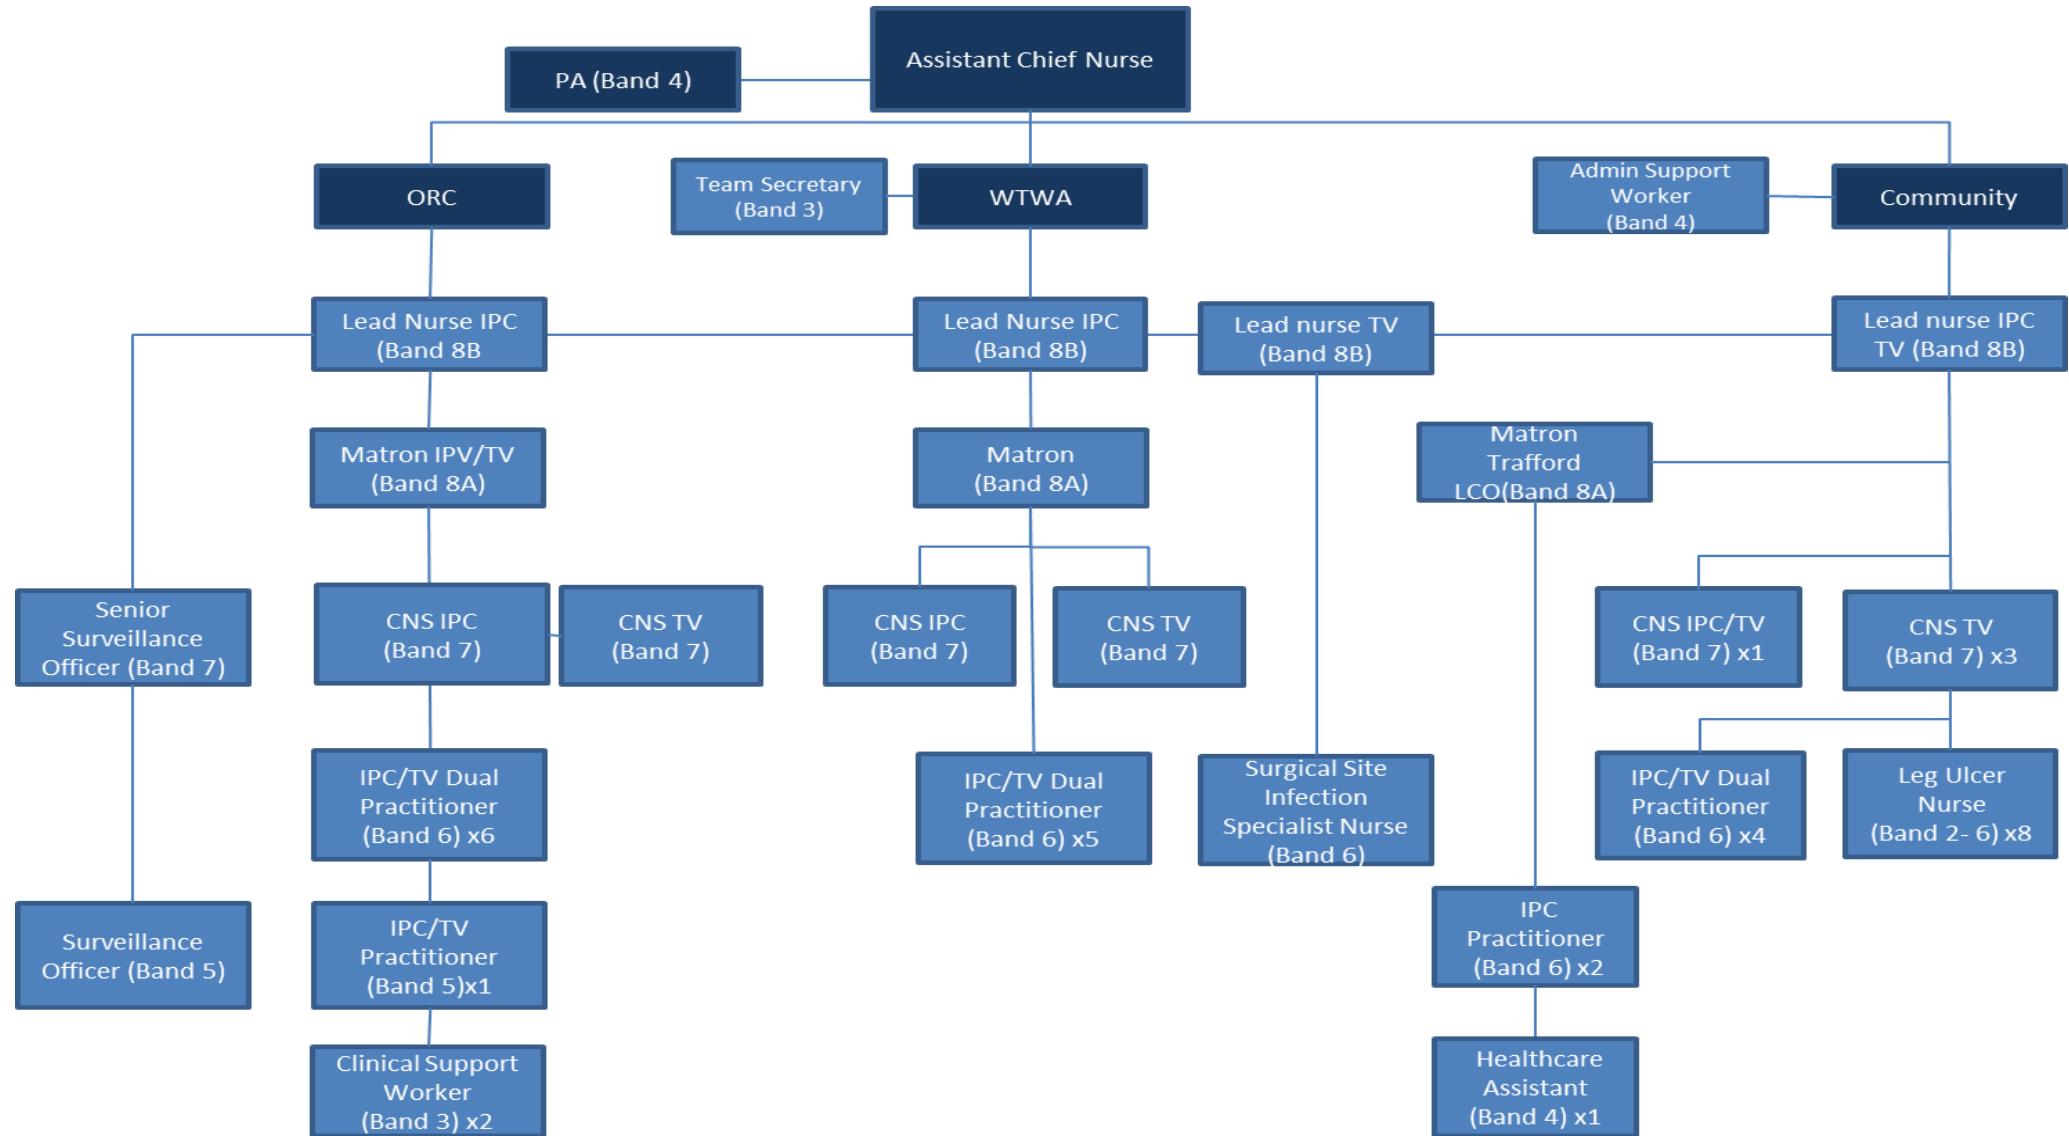 Assistant Chief Nurse
PA (Band 4)
ORC
Team Secretary
(Band 3)
WTWA
Admin Support
Worker
(Band 4)
Community
Lead Nurse IPC
(Band 8B
Lead Nurse IPC
(Band 8B)
Lead nurse TV
(Band 8B)
Lead nurse IPC
TV (Band 8B)
Matron IPV/TV
(Band 8A)
Matron
(Band 8A)
Matron
Trafford
LCO(Band 8A)
Senior
Surveillance
Officer (Band 7)
CNS IPC
(Band 7)
CNS TV
(Band 7)
CNS IPC
(Band 7)
CNS TV
(Band 7)
CNS IPC/TV
(Band 7) x1
CNS TV
(Band 7) x3
IPC/TV Dual
Practitioner
(Band 6) x6
IPC/TV Dual
Practitioner
(Band 6) x5
Surgical Site
Infection
Specialist Nurse
(Band 6)
IPC/TV Dual
Practitioner
(Band 6) x4
Leg Ulcer
Nurse
(Band 2- 6) x8
Surveillance
Officer (Band 5)
IPC/TV
Practitioner
(Band 5)x1
IPC
Practitioner
(Band 6) x2
Clinical Support
Worker
(Band 3) x2
Healthcare
Assistant
(Band 4) x1